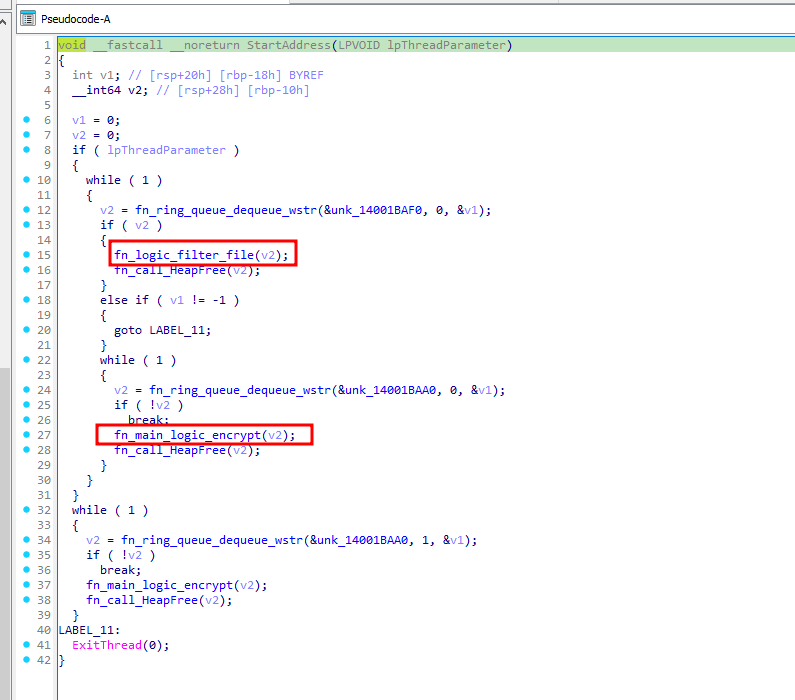 Pseudocode-A
1 void __fastcall __noreturn StartAddress(LPVOID lpThreadParameter)
2 {
3 int v1; // [rsp+20h] [rbp-18h] BYREF
4 __int64 v2; // [rsp+28h] [rbp-10h]
5
6 v1 = 0;
7 v2 = 0;
8 if ( lpThreadParameter )
9 {
10 while ( 1 )
11 {
12 v2 = fn_ring_queue_dequeue_wstr(&unk_14001BAF0, 0, &v1);
13 if ( v2 )
14 {
15 fn_logic_filter_file(v2);
16 fn_call_HeapFree(v2);
17 }
18 else if ( v1 != -1 )
19 {
20 goto LABEL_11;
21 }
22 while ( 1 )
23 {
24 v2 = fn_ring_queue_dequeue_wstr(&unk_14001BAA0, 0, &v1);
25 if ( !v2 )
26 break;
27 fn_main_logic_encrypt(v2);
28 fn_call_HeapFree(v2);
29 }
30 }
31 }
32 while ( 1 )
33 {
34 v2 = fn_ring_queue_dequeue_wstr(&unk_14001BAA0, 1, &v1);
35 if ( !v2 )
36 break;
37 fn_main_logic_encrypt(v2);
38 fn_call_HeapFree(v2);
39 }
40 LABEL_11:
41 ExitThread(0);
42 }